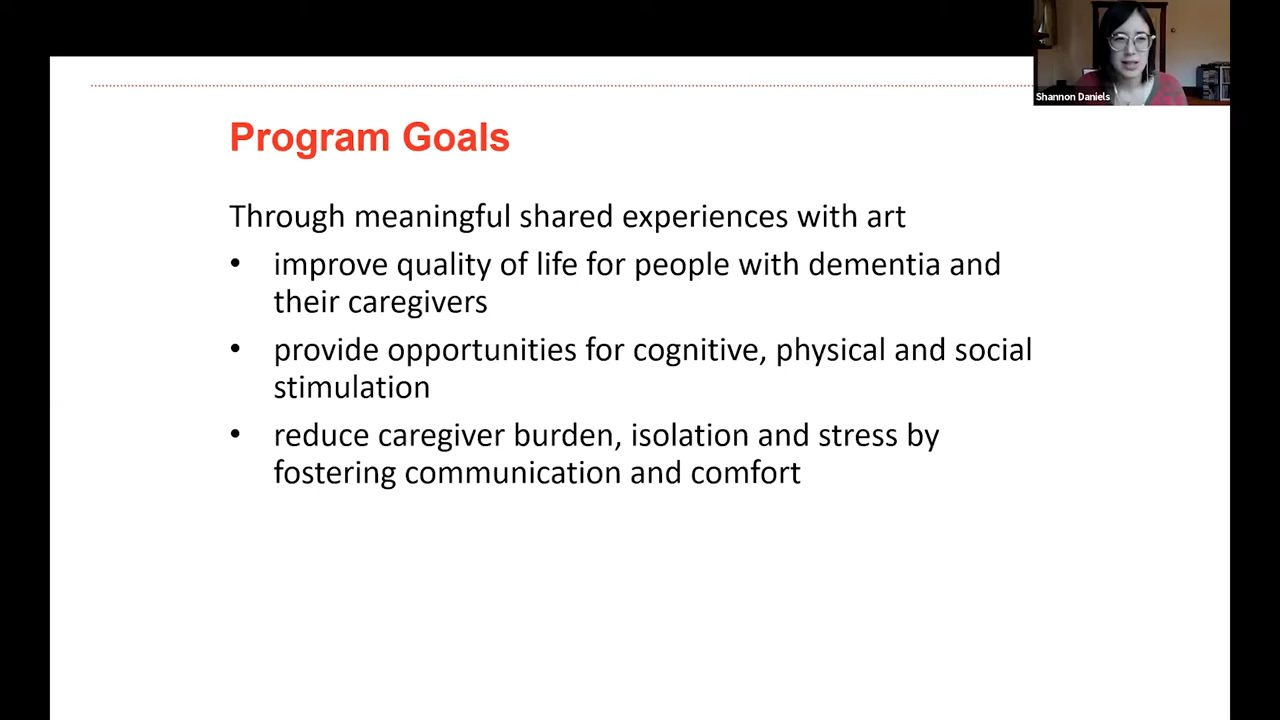 Shannon Daniels
Program Goals
Through meaningful shared experiences with art
• improve quality of life for people with dementia and
their caregivers
• provide opportunities for cognitive, physical and social
stimulation
• reduce caregiver burden, isolation and stress by
fostering communication and comfort